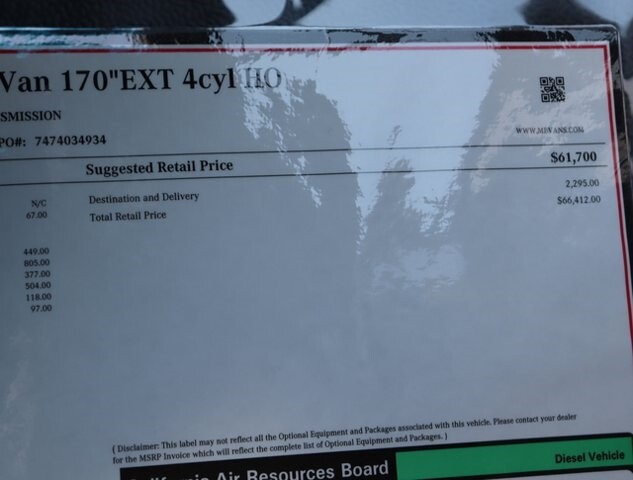 Van 170"EXT 4cyl HO
SMISSION
PO#: 7474034934
WWW.MBVANS.COM
Suggested Retail Price $61,700
N/C Destination and Delivery 2,295.00
67.00 Total Retail Price $66,412.00
449.00
805.00
377.00
504.00
118.00
97.00
( Disclaimer: This label may not reflect all the Optional Equipment and Packages associated with this vehicle. Please contact your dealer
for the MSRP Invoice which will reflect the complete list of Optional Equipment and Packages. )
California Air Resources Board Diesel Vehicle